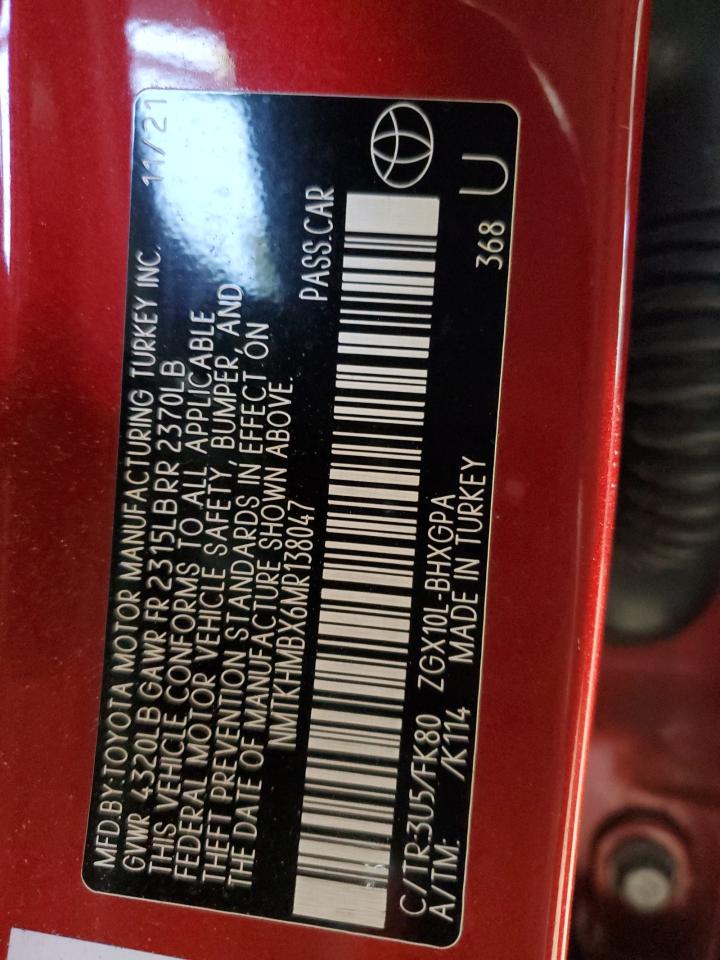 MFD.BY:TOYOTA MOTOR MANUFACTURING TURKEY INC. 11/21
GVWR 4320LB GAWR FR 2315LB RR 2370LB
THIS VEHICLE CONFORMS TO ALL APPLICABLE
FEDERAL MOTOR VEHICLE SAFETY, BUMPER, AND
THEFT PREVENTION STANDARDS IN EFFECT ON
THE DATE OF MANUFACTURE SHOWN ABOVE.
NMTKHMBX6MR138047 PASS.CAR
C/TR:3U5/FK80 ZGX10L-BHXGPA 368 U
A/TM: /K114 MADE IN TURKEY